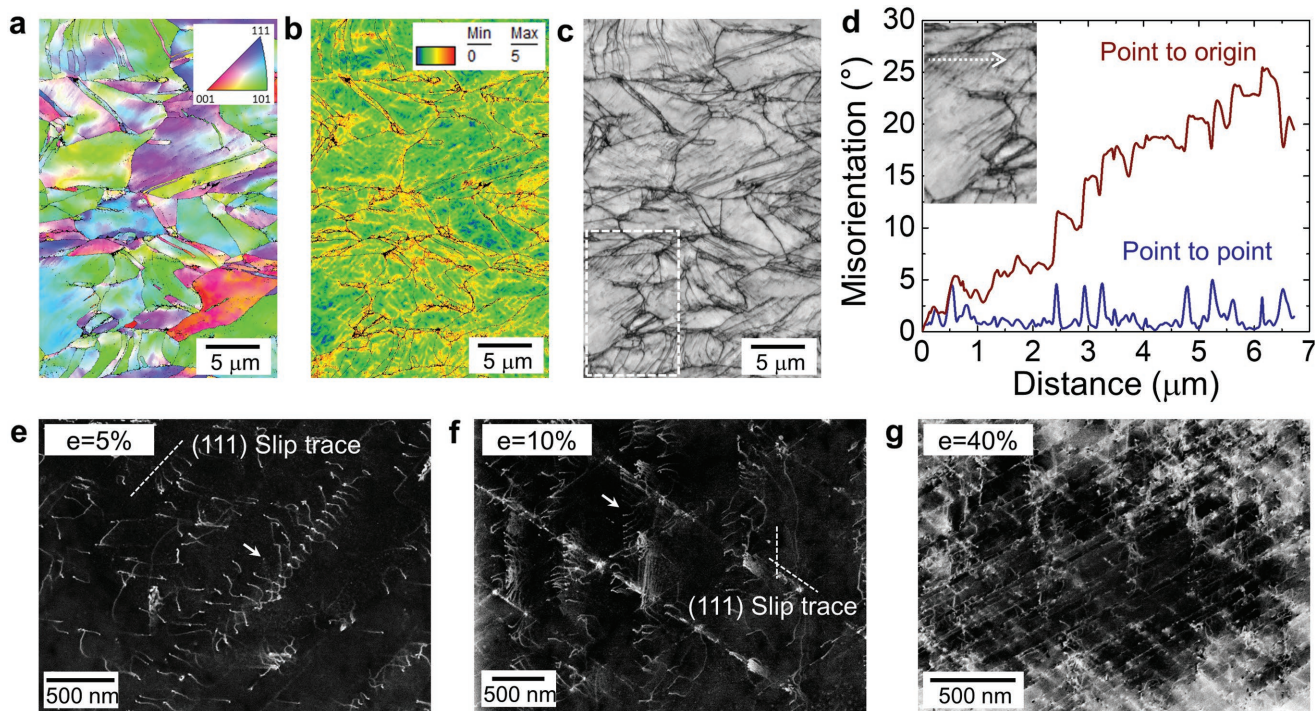 a
111
001
101
5 μm
b
Min
Max
0
5
5 μm
c
5 μm
d
Misorientation (°)
30
25
20
15
10
5
0
Point to origin
Point to point
0 1 2 3 4 5 6 7
Distance (μm)
e
e=5%
(111) Slip trace
500 nm
f
e=10%
(111) Slip trace
500 nm
g
e=40%
500 nm